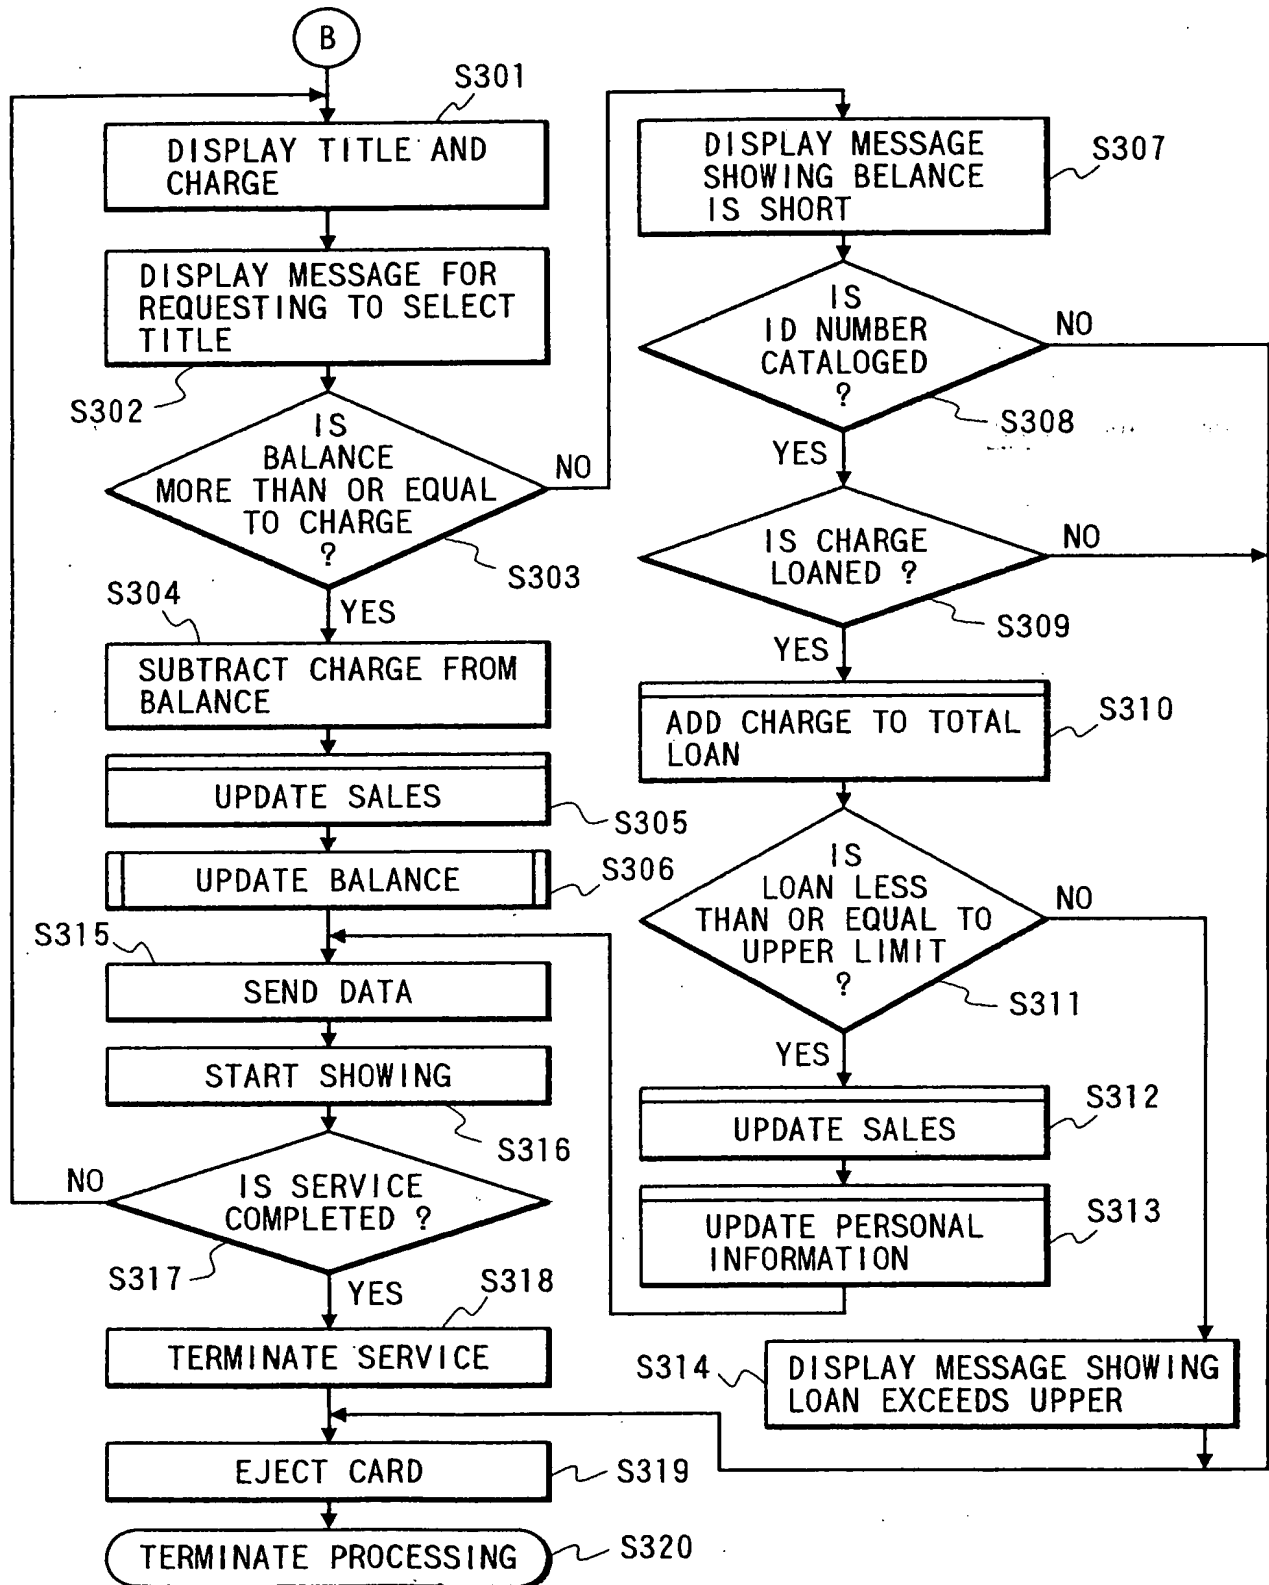 B
S301
DISPLAY TITLE AND
CHARGE
DISPLAY MESSAGE FOR
REQUESTING TO SELECT
TITLE
S302
IS
BALANCE
MORE THAN OR EQUAL
TO CHARGE
?
NO
S303
YES
S304
SUBTRACT CHARGE FROM
BALANCE
UPDATE SALES
S305
UPDATE BALANCE
S306
S315
SEND DATA
START SHOWING
S316
IS SERVICE
COMPLETED ?
NO
S317
YES
S318
TERMINATE SERVICE
EJECT CARD
S319
TERMINATE PROCESSING
S320
DISPLAY MESSAGE
SHOWING BELANCE
IS SHORT
S307
IS
ID NUMBER
CATALOGED
?
NO
S308
YES
IS CHARGE
LOANED ?
NO
S309
YES
ADD CHARGE TO TOTAL
LOAN
S310
IS
LOAN LESS
THAN OR EQUAL TO
UPPER LIMIT
?
NO
S311
YES
UPDATE SALES
S312
UPDATE PERSONAL
INFORMATION
S313
S314
DISPLAY MESSAGE SHOWING
LOAN EXCEEDS UPPER